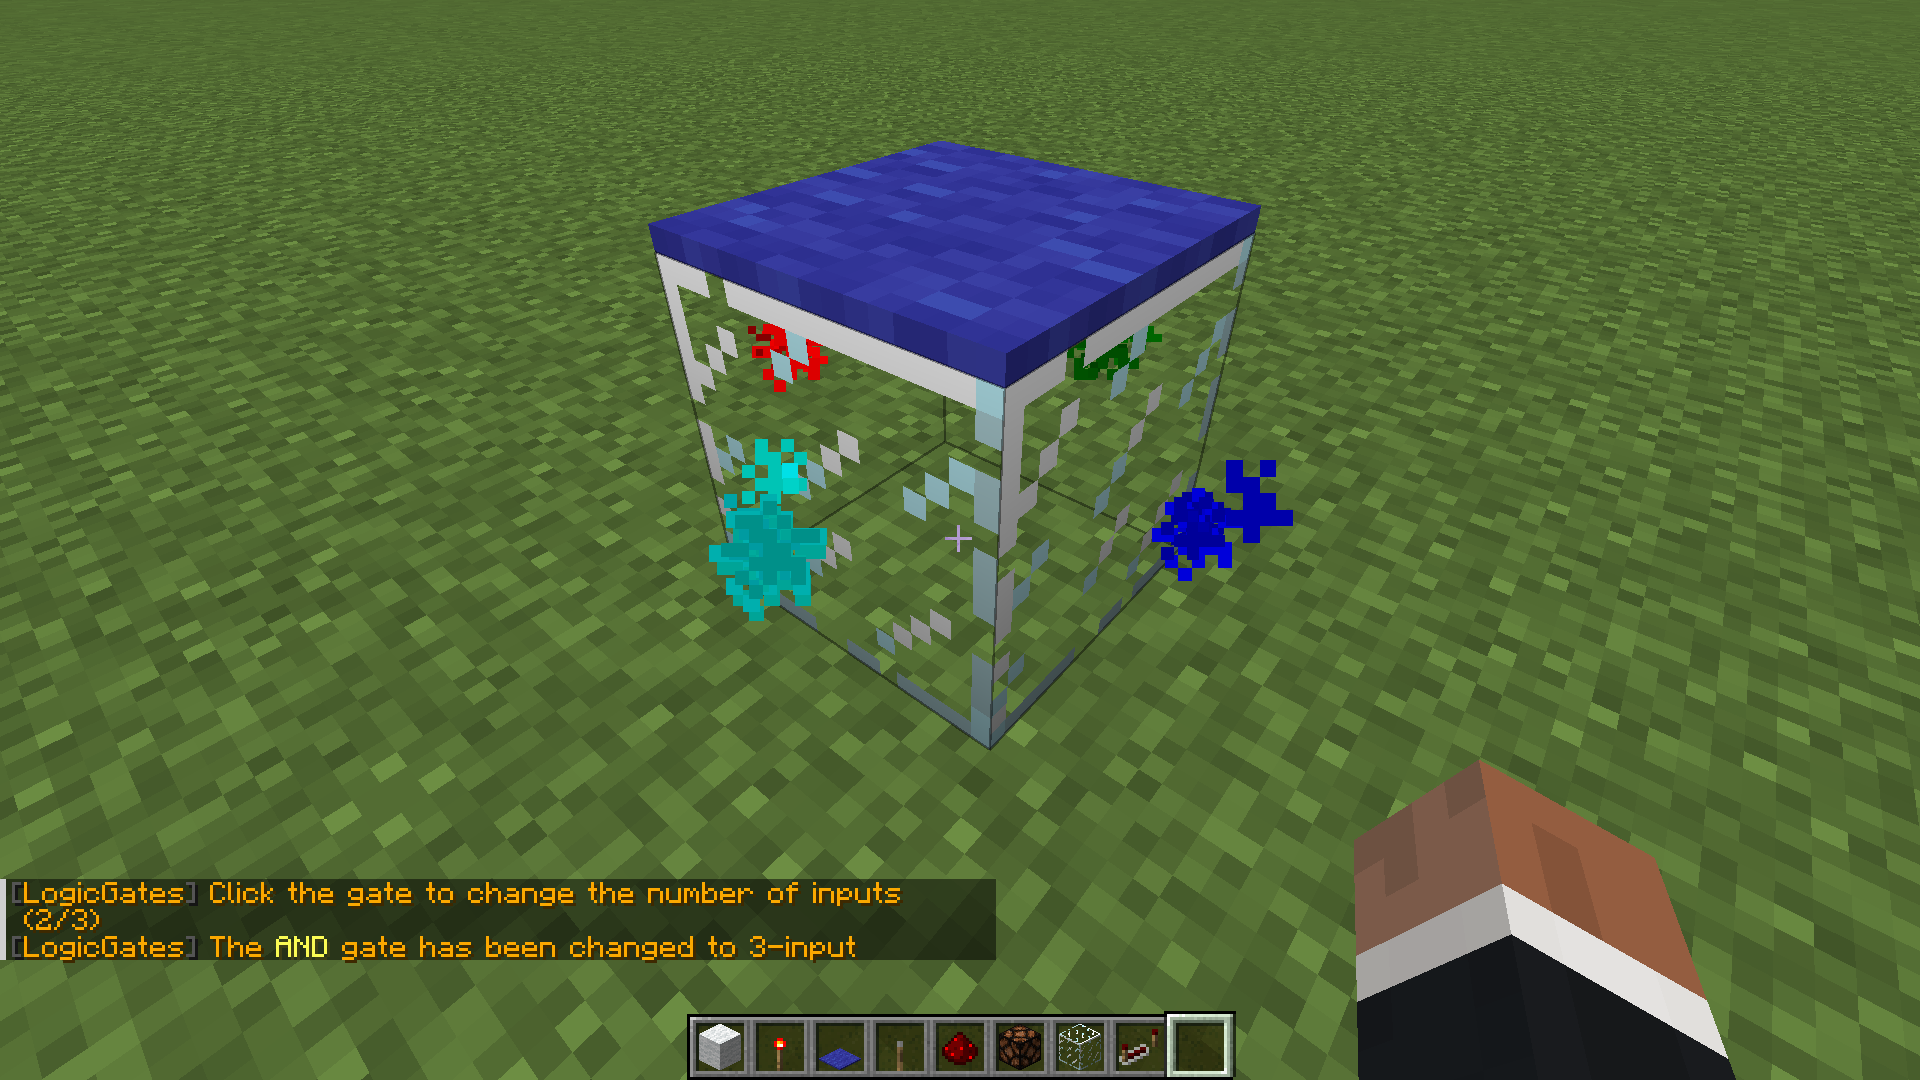 [LogicGates] Click the gate to change the number of inputs
(2/3)
[LogicGates] The AND gate has been changed to 3-input